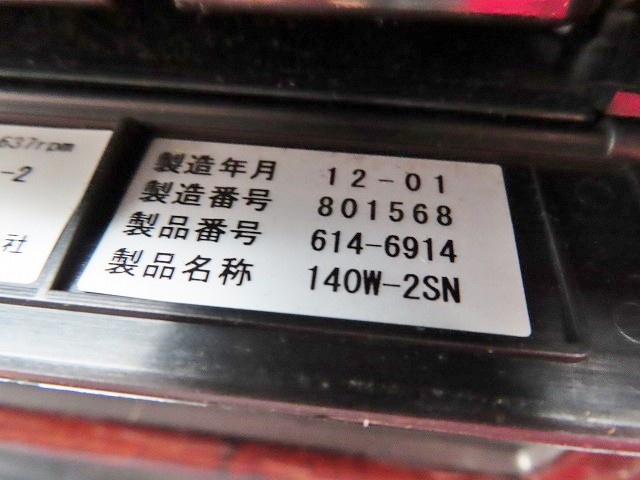 637rpm
-2
社
製造年月 12-01
製造番号 801568
製品番号 614-6914
製品名称 140W-2SN